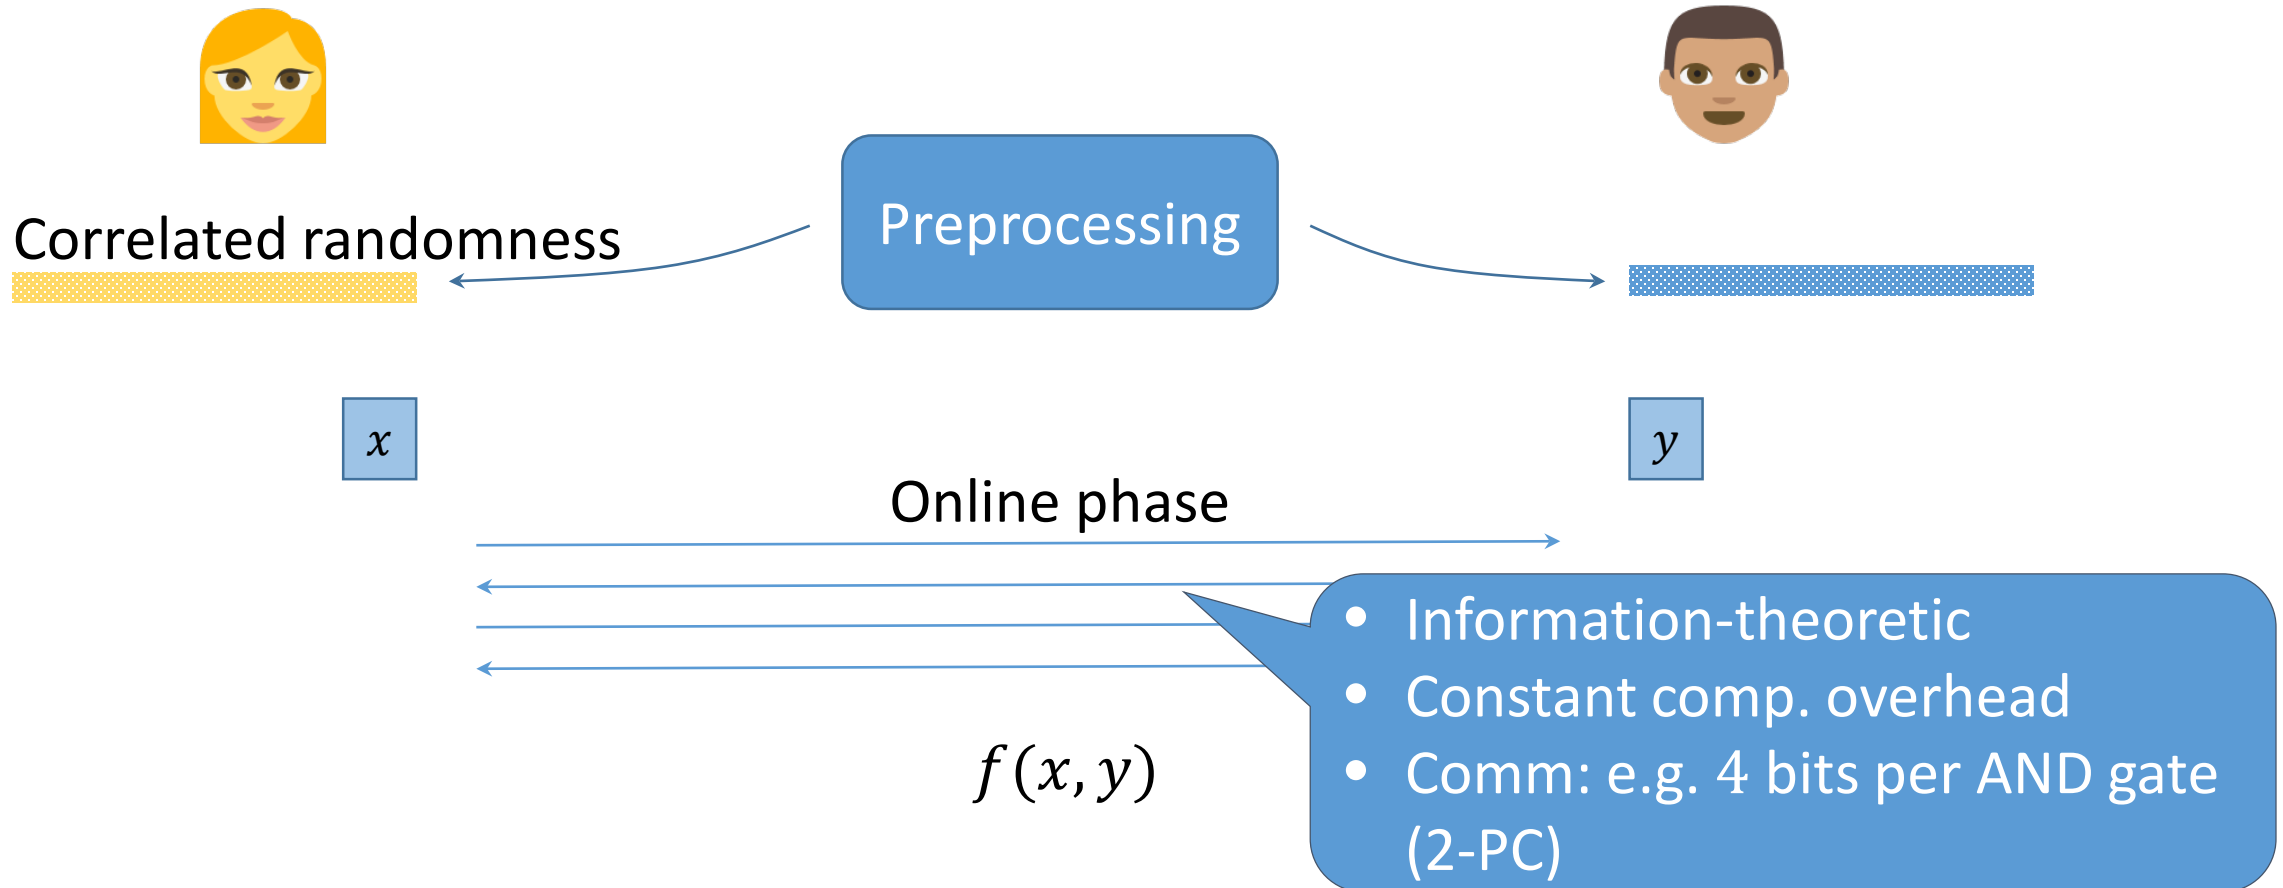 Preprocessing
Correlated randomness
x
y
Online phase
• Information-theoretic
• Constant comp. overhead
• Comm: e.g. 4 bits per AND gate
(2-PC)
f(x, y)